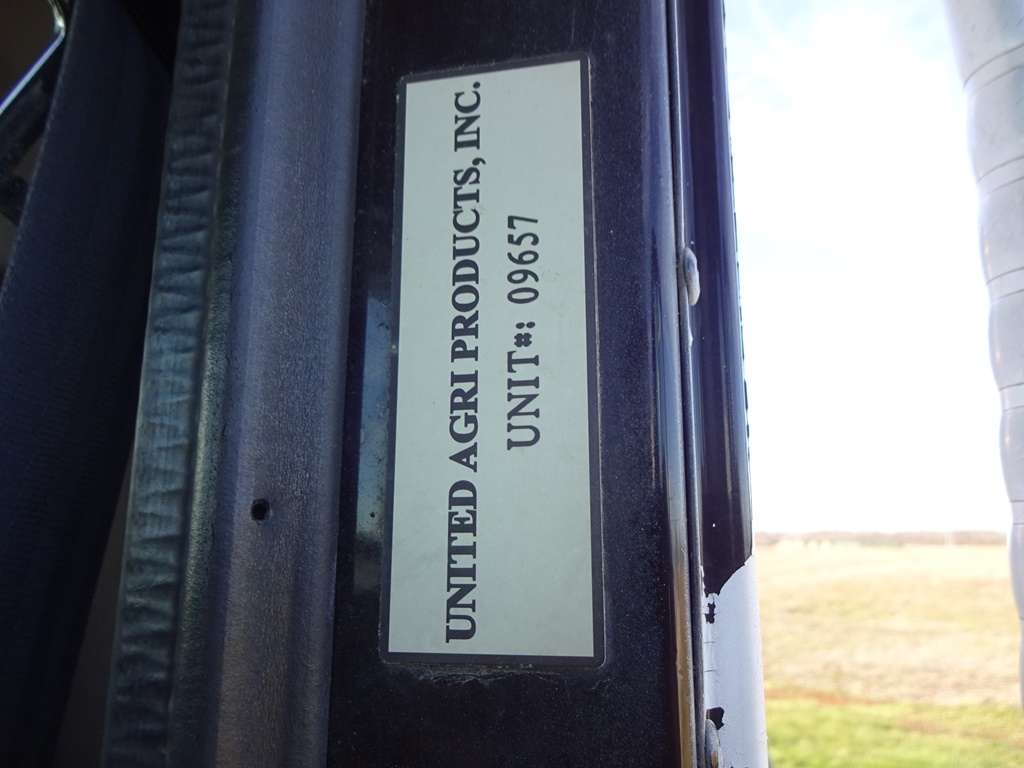 UNITED AGRI PRODUCTS, INC.
UNIT#: 09657